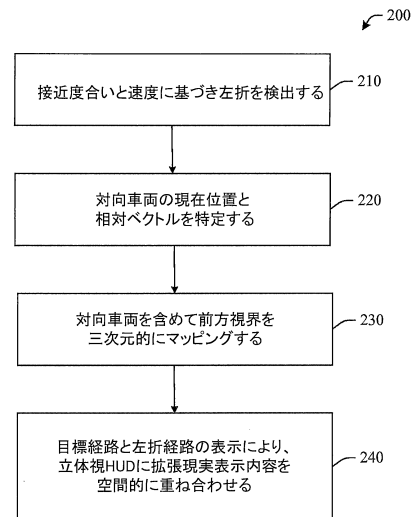 200
接近度合いと速度に基づき左折を検出する
210
対向車両の現在位置と
相対ベクトルを特定する
220
対向車両を含めて前方視界を
三次元的にマッピングする
230
目標経路と左折経路の表示により、
立体視HUDに拡張現実表示内容を
空間的に重ね合わせる
240